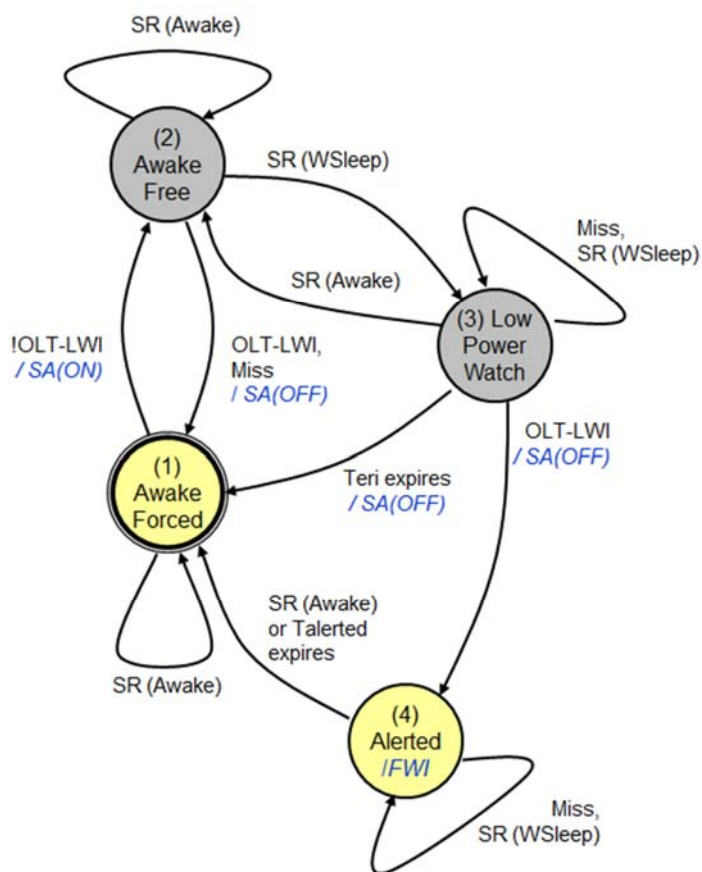 SR (Awake)
(2)
Awake
Free
SR (WSleep)
Miss,
SR (WSleep)
SR (Awake)
(3) Low
Power
Watch
!OLT-LWI
/ SA(ON)
OLT-LWI,
Miss
/ SA(OFF)
OLT-LWI
/ SA(OFF)
(1)
Awake
Forced
Teri expires
/ SA(OFF)
SR (Awake)
or Talerted
expires
SR (Awake)
(4)
Alerted
/FWI
Miss,
SR (WSleep)